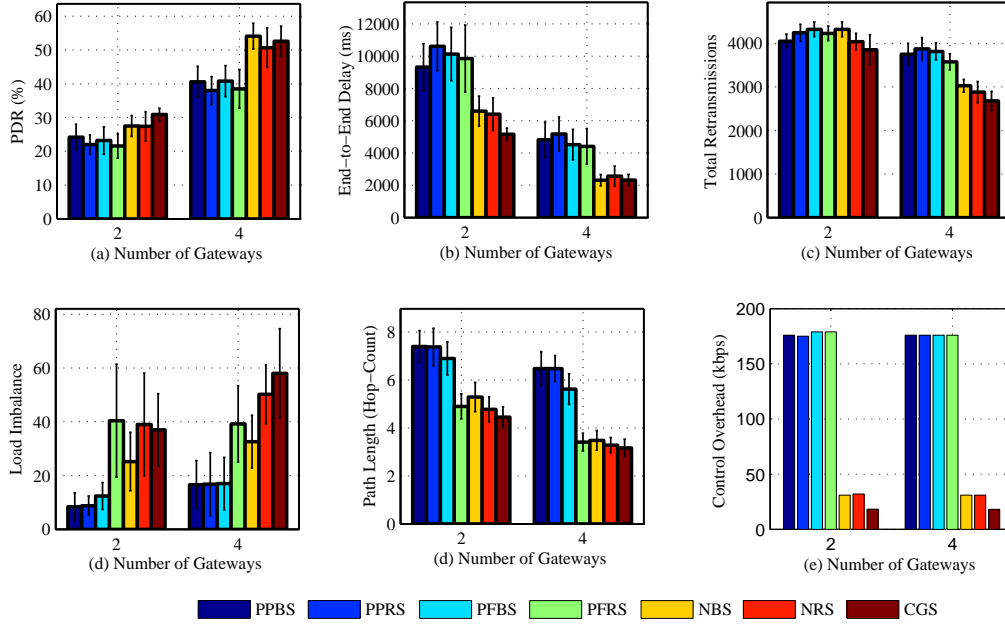 60
50
40
30
20
10
0
PDR (%)
2
4
(a) Number of Gateways
12000
10000
8000
6000
4000
2000
0
End−to−End Delay (ms)
2
4
(b) Number of Gateways
4000
3000
2000
1000
0
Total Retransmissions
2
4
(c) Number of Gateways
80
60
40
20
0
Load Imbalance
2
4
(d) Number of Gateways
8
6
4
2
0
Path Length (Hop−Count)
2
4
(d) Number of Gateways
200
150
100
50
0
Control Overhead (kbps)
2
4
(e) Number of Gateways
PPBS
PPRS
PFBS
PFRS
NBS
NRS
CGS